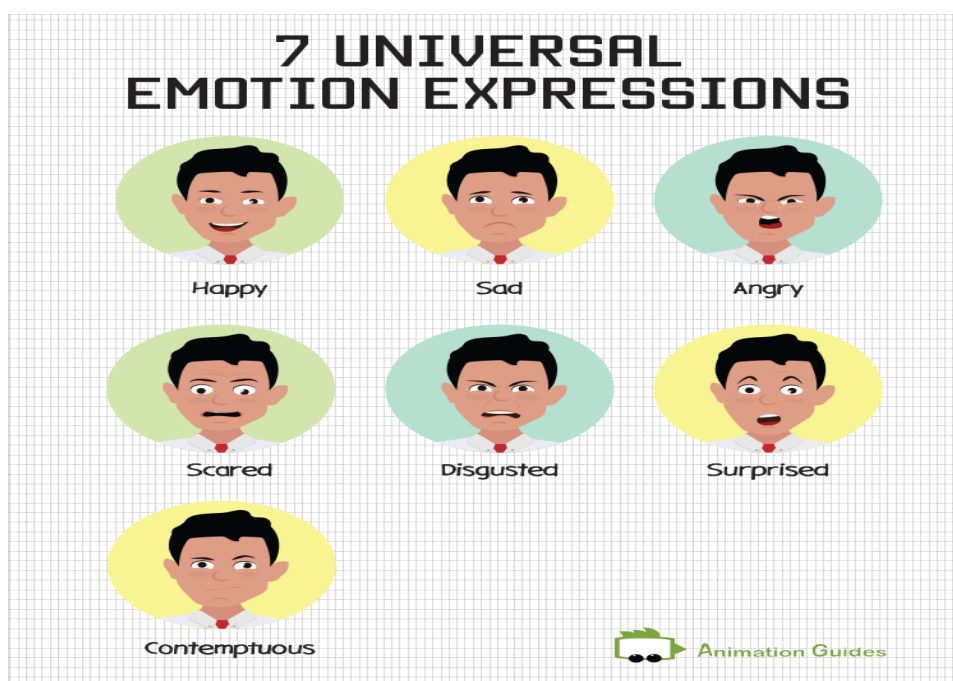 7 UNIVERSAL
EMOTION EXPRESSIONS
Happy
Sad
Angry
Scared
Disgusted
Surprised
Contemptuous
Animation Guides